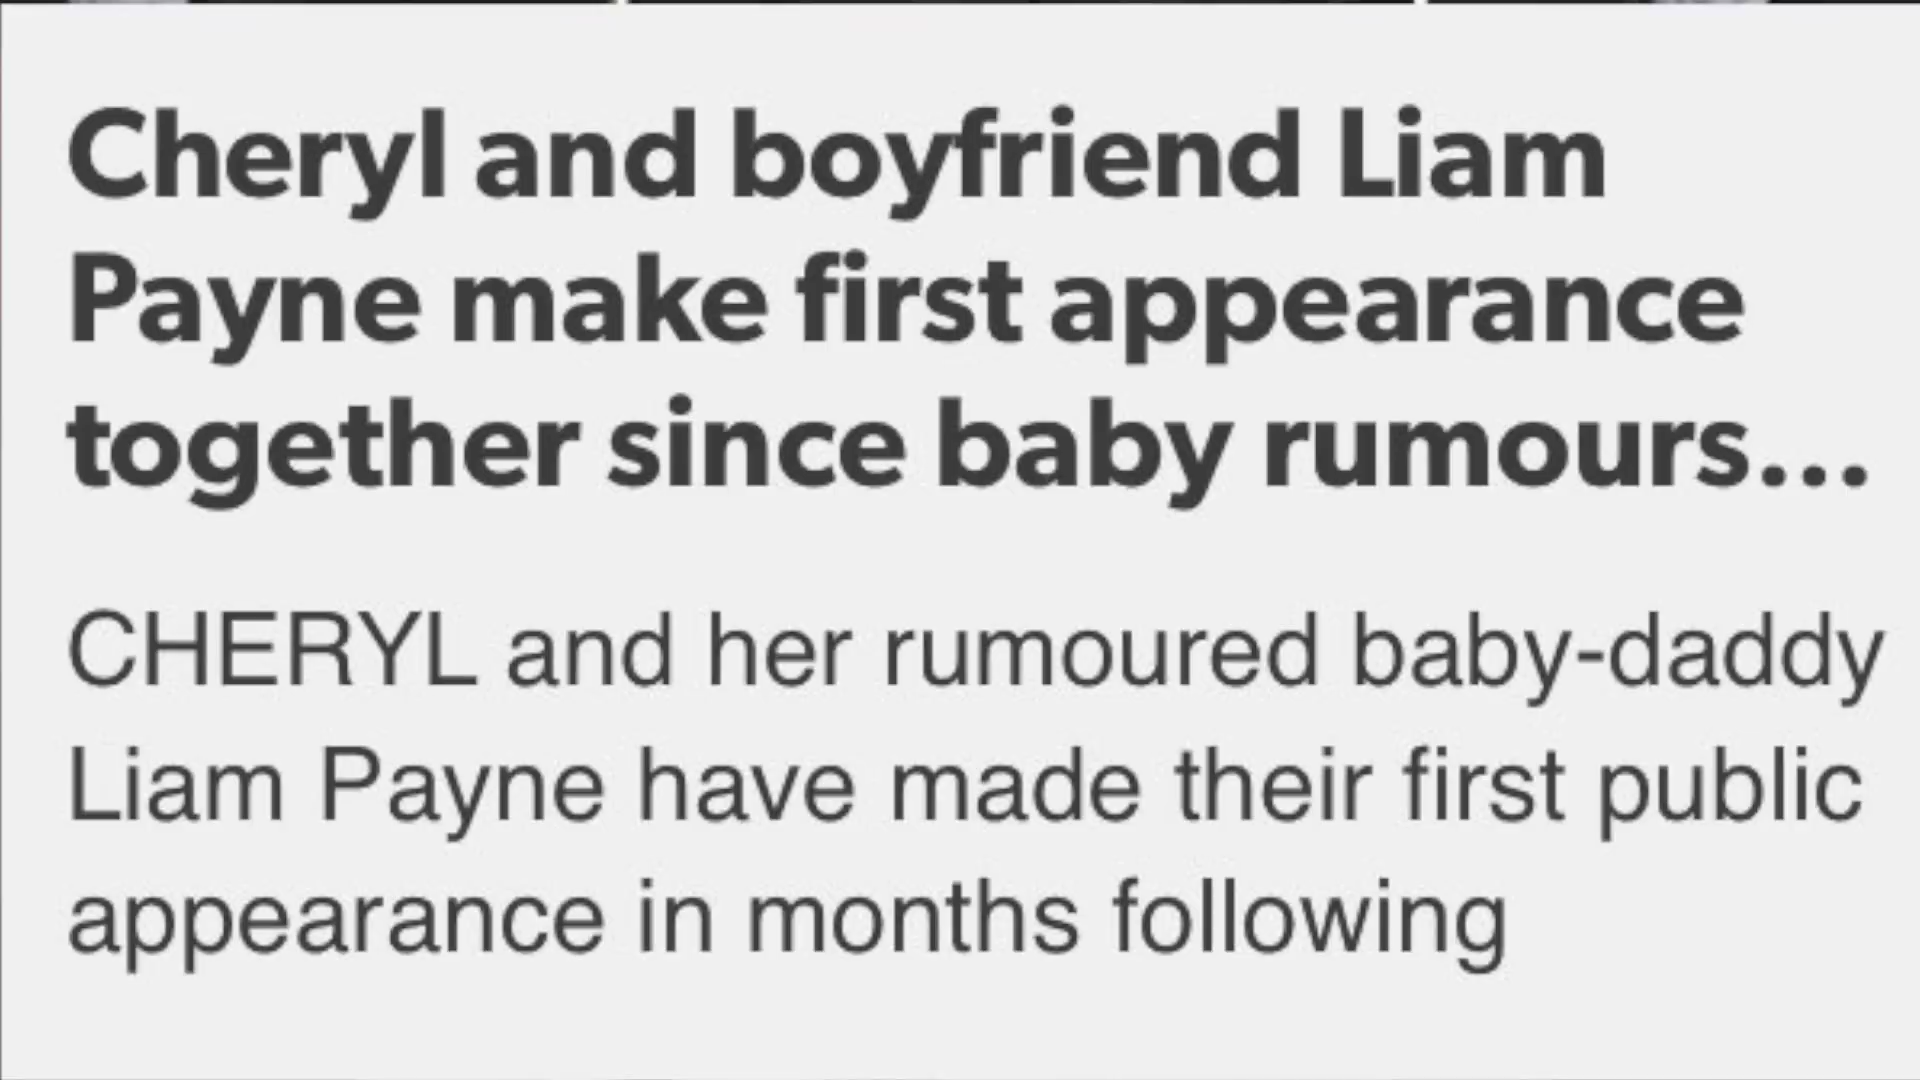 Cheryl and boyfriend Liam
Payne make first appearance
together since baby rumours...
CHERYL and her rumoured baby-daddy
Liam Payne have made their first public
appearance in months following